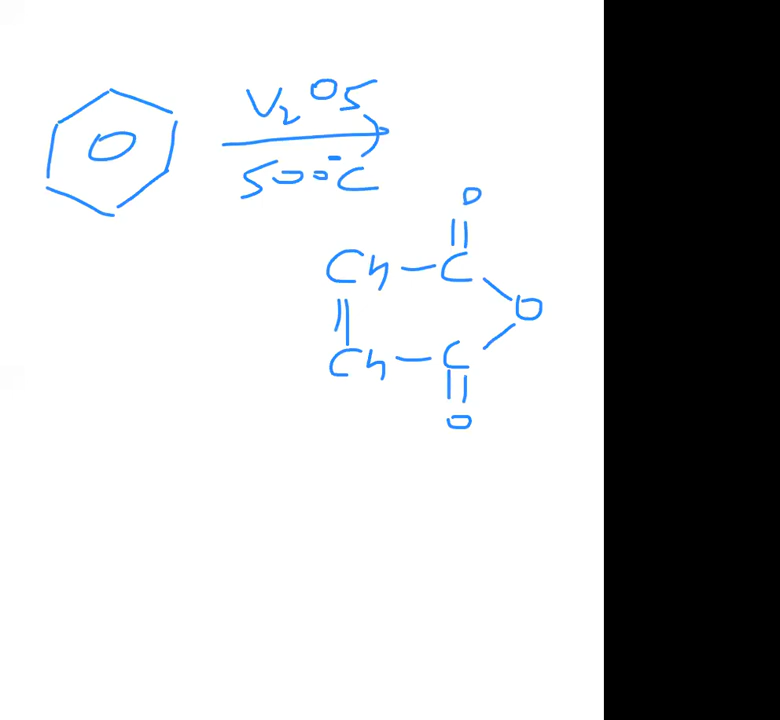 V₂O5
500°C
O
||
CH — C
|| O
CH — C
||
O